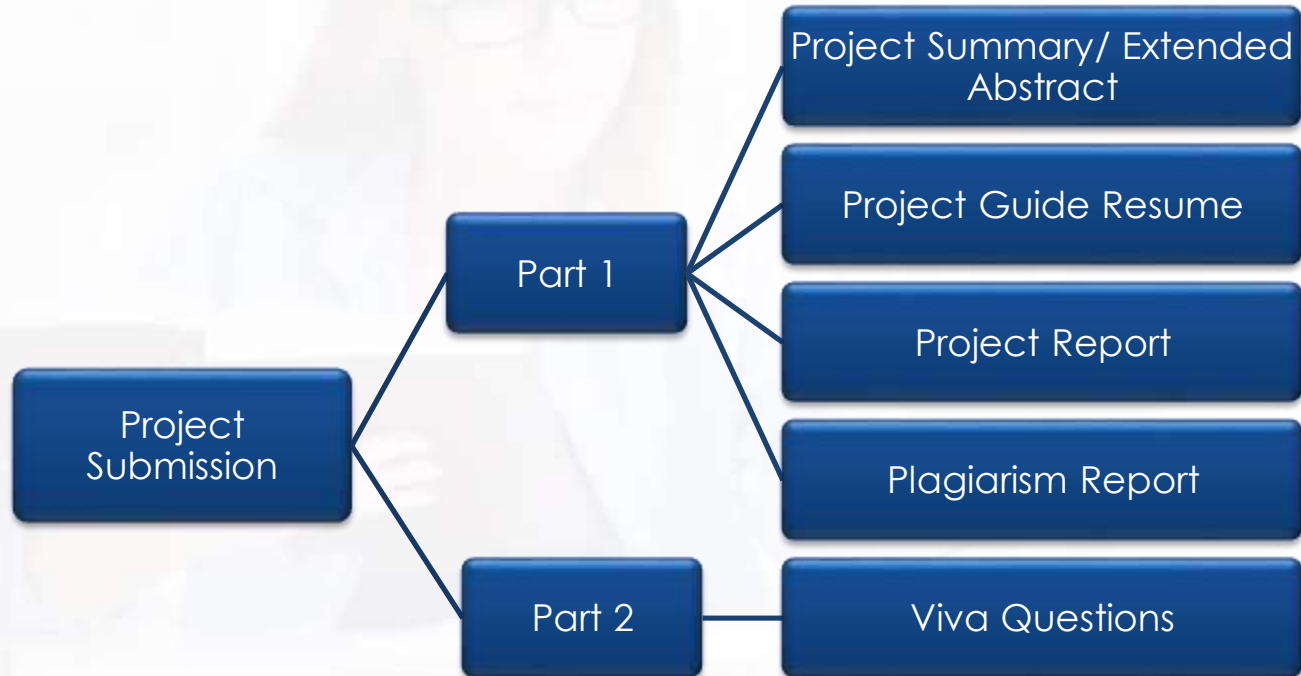 Project Submission
Part 1
Project Summary/ Extended
Abstract
Project Guide Resume
Project Report
Plagiarism Report
Part 2
Viva Questions